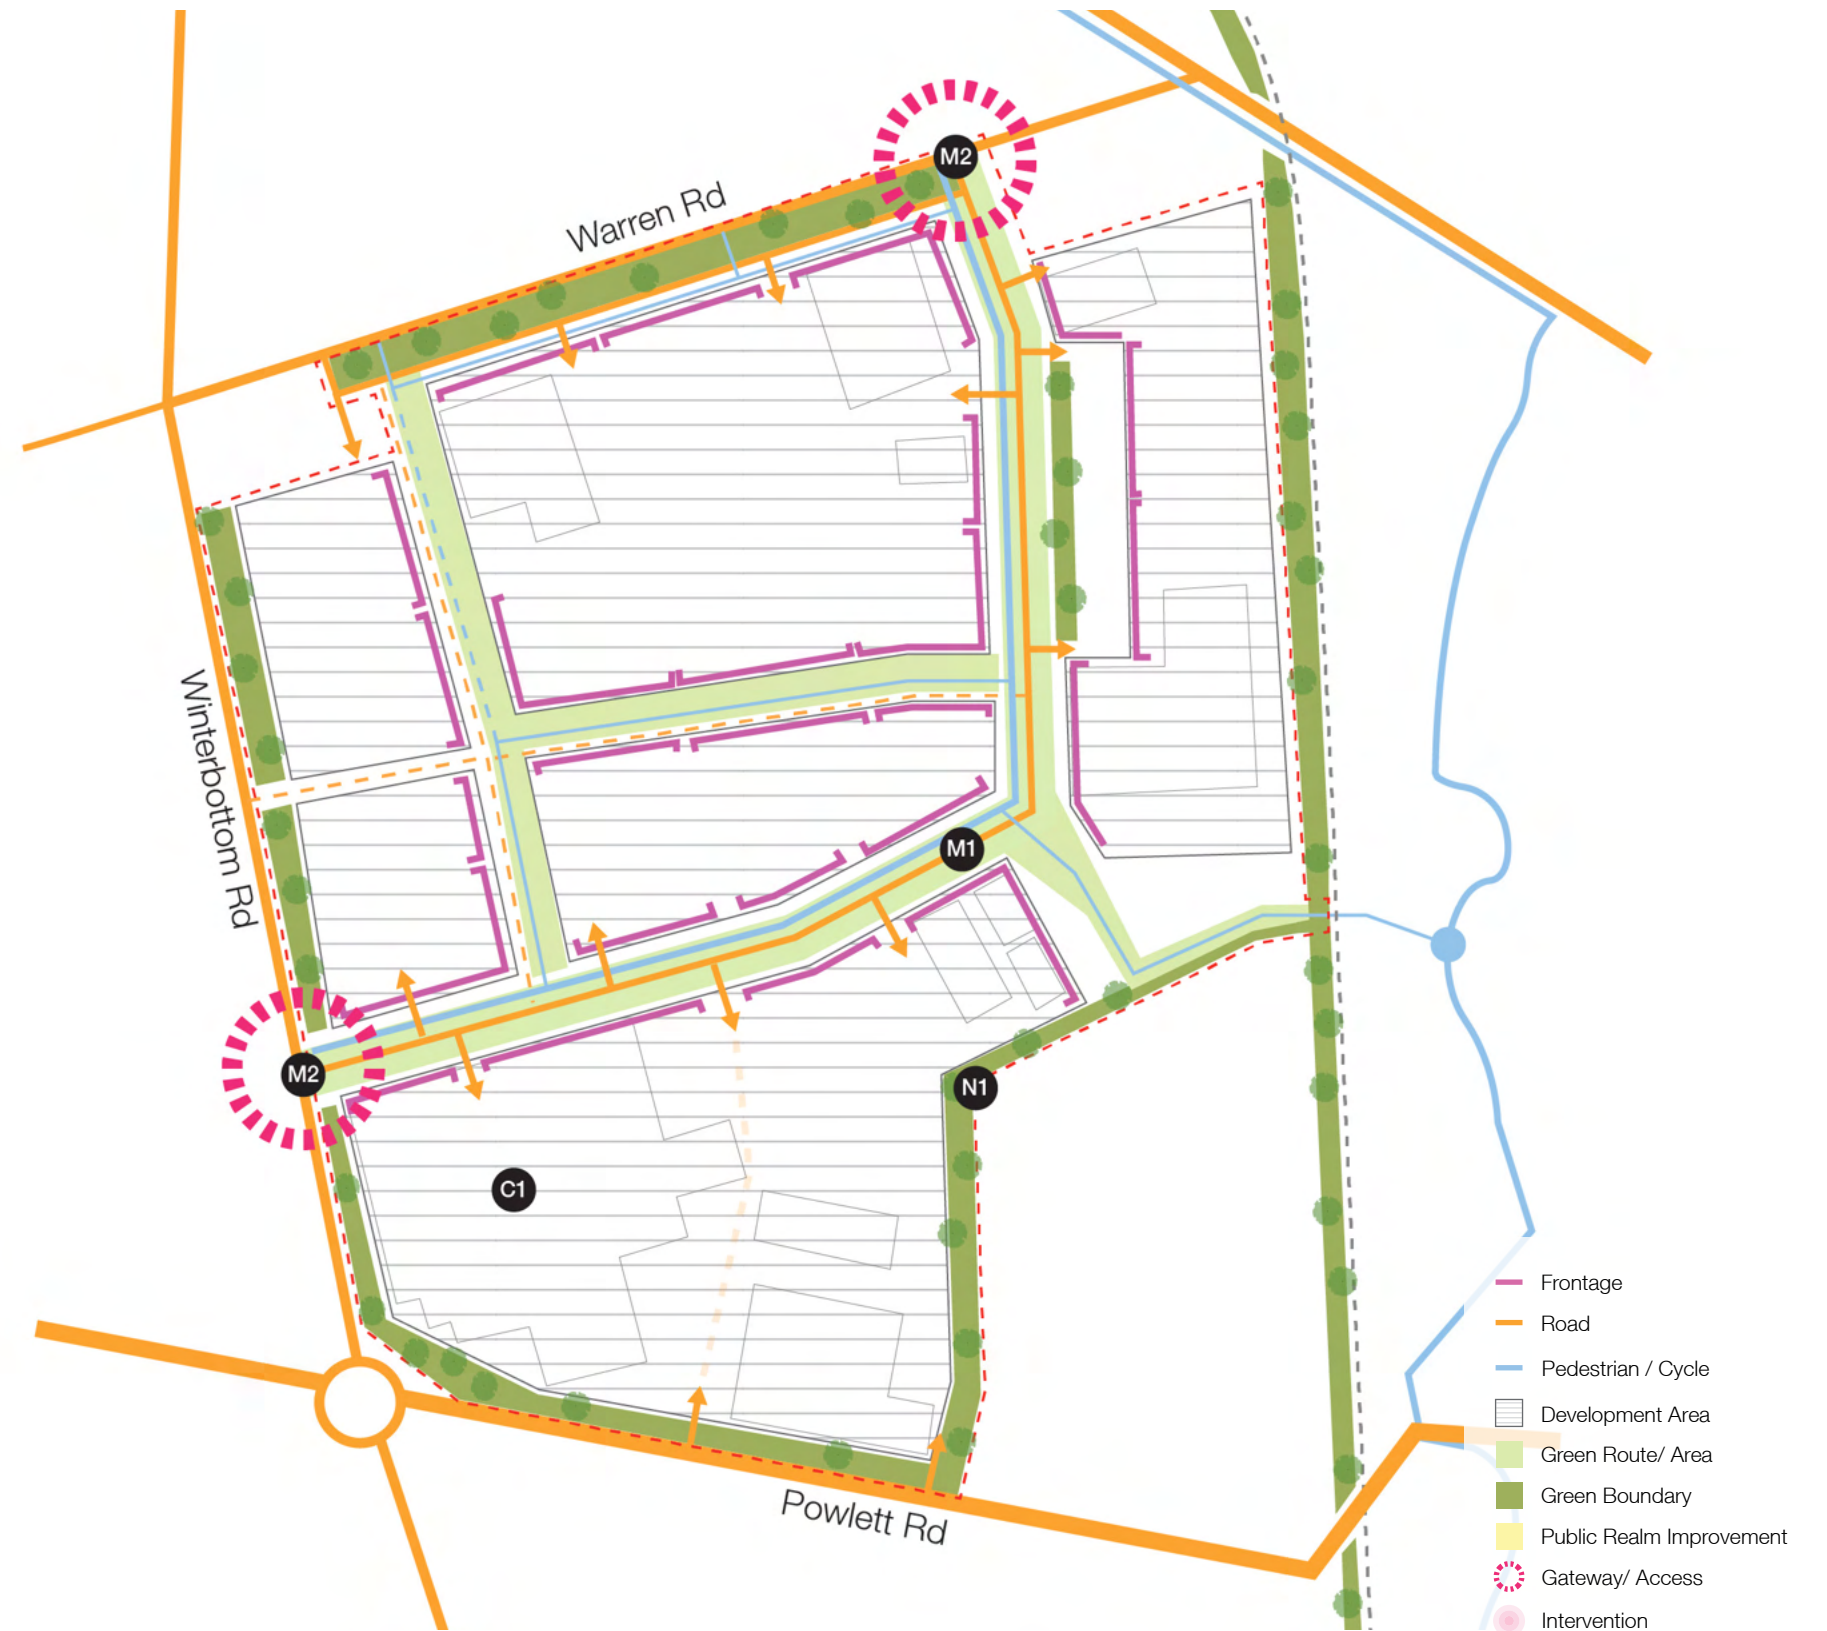 M2
Warren Rd
Winterbottom Rd
M1
M2
N1
C1
Powlett Rd
Frontage
Road
Pedestrian / Cycle
Development Area
Green Route/ Area
Green Boundary
Public Realm Improvement
Gateway/ Access
Intervention